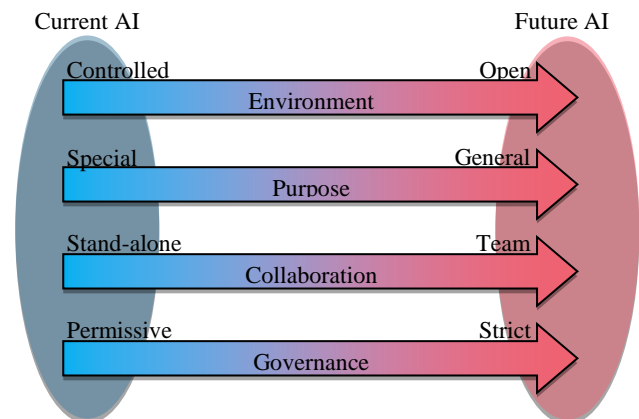 Current AI Future AI
Controlled Open
Environment
Special General
Purpose
Stand-alone Team
Collaboration
Permissive Strict
Governance